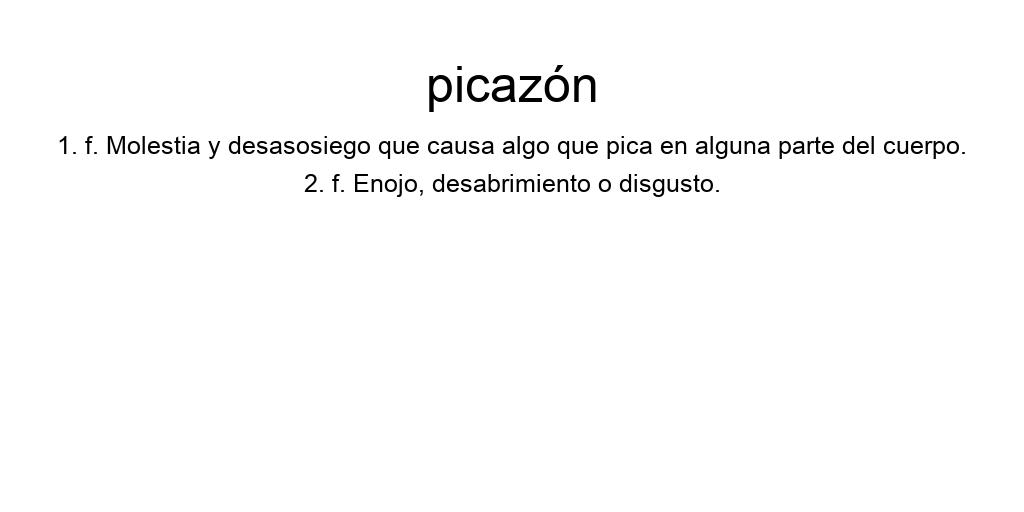 picazón
1. f. Molestia y desasosiego que causa algo que pica en alguna parte del cuerpo.
2. f. Enojo, desabrimiento o disgusto.